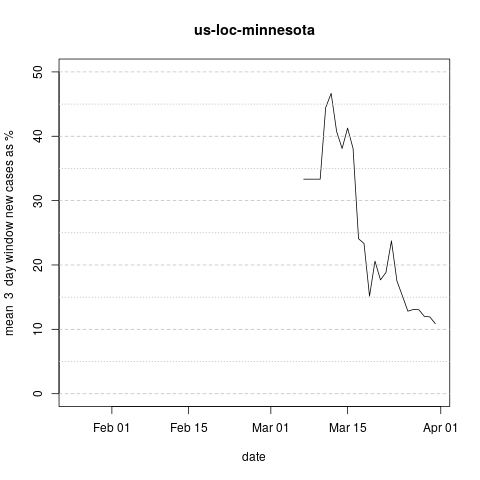 us-loc-minnesota
mean 3 day window new cases as %
50
40
30
20
10
0
Feb 01 Feb 15 Mar 01 Mar 15 Apr 01
date